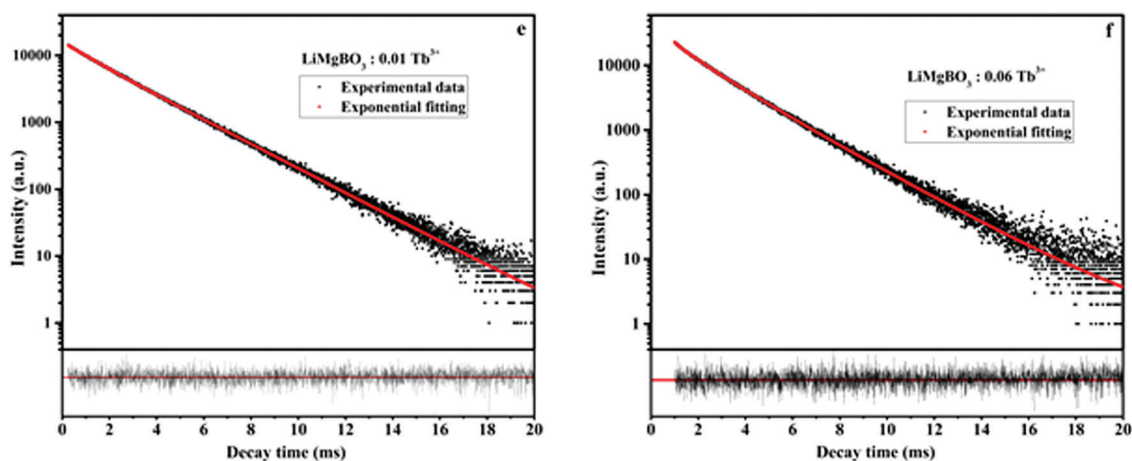 e
LiMgBO₃ : 0.01 Tb³⁺
Experimental data
Exponential fitting
10000
1000
100
10
1
Intensity (a.u.)
0 2 4 6 7 8 10 12 14 16 18 20
Decay time (ms)
f
LiMgBO₃ : 0.06 Tb³⁺
Experimental data
Exponential fitting
10000
1000
100
10
1
Intensity (a.u.)
0 2 4 6 7 8 10 12 14 16 18 20
Decay time (ms)